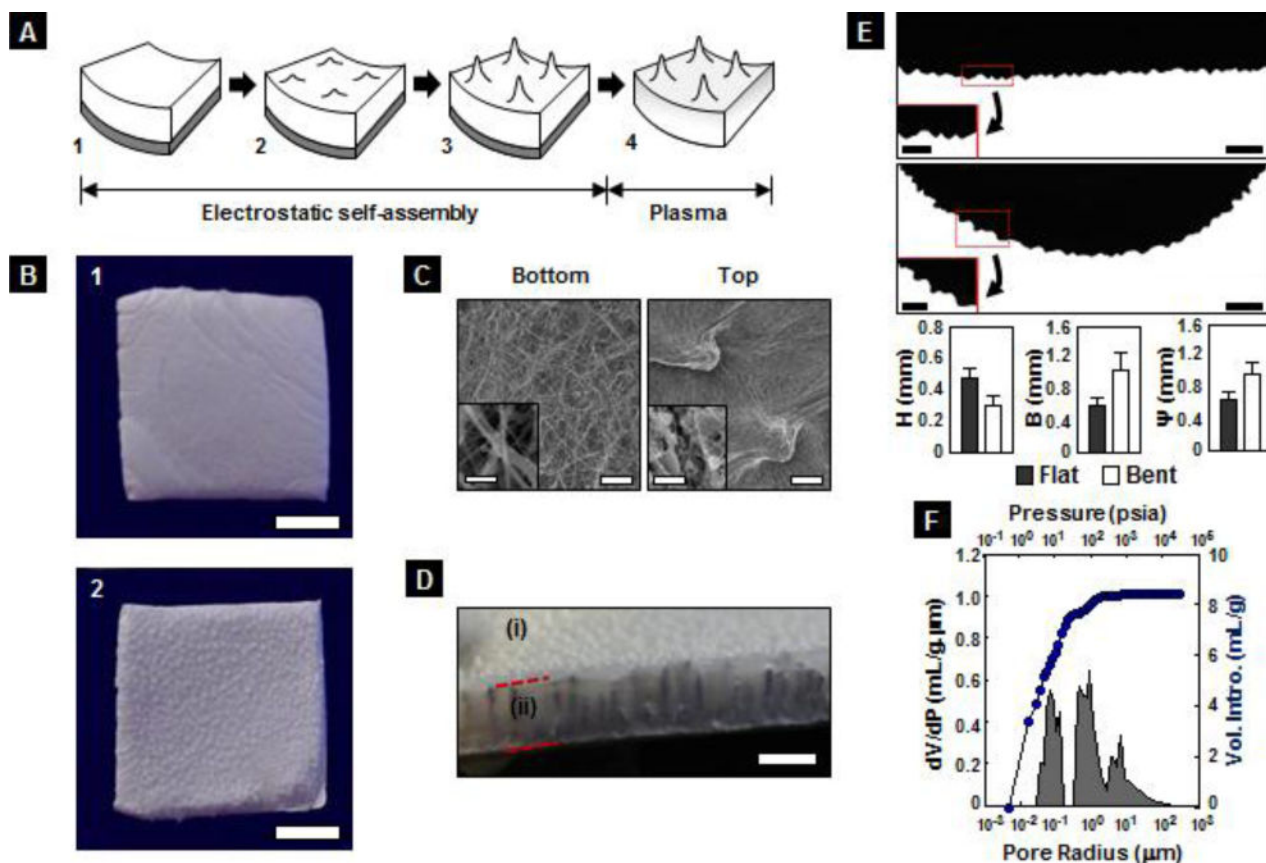 A
1
2
3
4
Electrostatic self-assembly
Plasma
B
1
2
C
Bottom
Top
D
(i)
(ii)
E
0.8
0.6
0.4
0.2
0
H (mm)
1.6
1.2
0.8
0.4
0
B (mm)
1.6
1.2
0.8
0.4
0
Ψ (mm)
Flat
Bent
F
Pressure (psia)
10⁻¹ 10⁰ 10¹ 10² 10³ 10⁴ 10⁵
1.2
1.0
0.8
0.6
0.4
0.2
0
dV/dP (mL/g.μm)
10
8
6
4
2
0
Vol. Intro. (mL/g)
10⁻³ 10⁻² 10⁻¹ 10⁰ 10¹ 10² 10³
Pore Radius (μm)